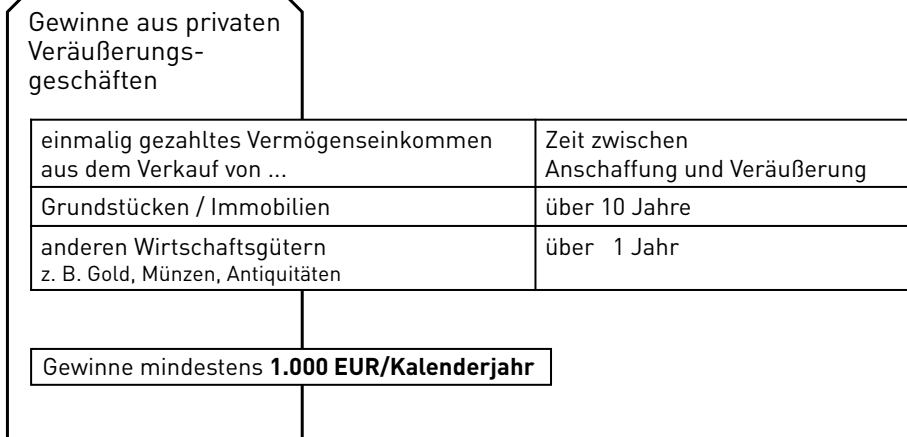 Gewinne aus privaten
Veräußerungs-
geschäften
einmalig gezahltes Vermögenseinkommen
aus dem Verkauf von ...
Zeit zwischen
Anschaffung und Veräußerung
Grundstücken / Immobilien
über 10 Jahre
anderen Wirtschaftsgütern
z. B. Gold, Münzen, Antiquitäten
über 1 Jahr
Gewinne mindestens 1.000 EUR/Kalenderjahr